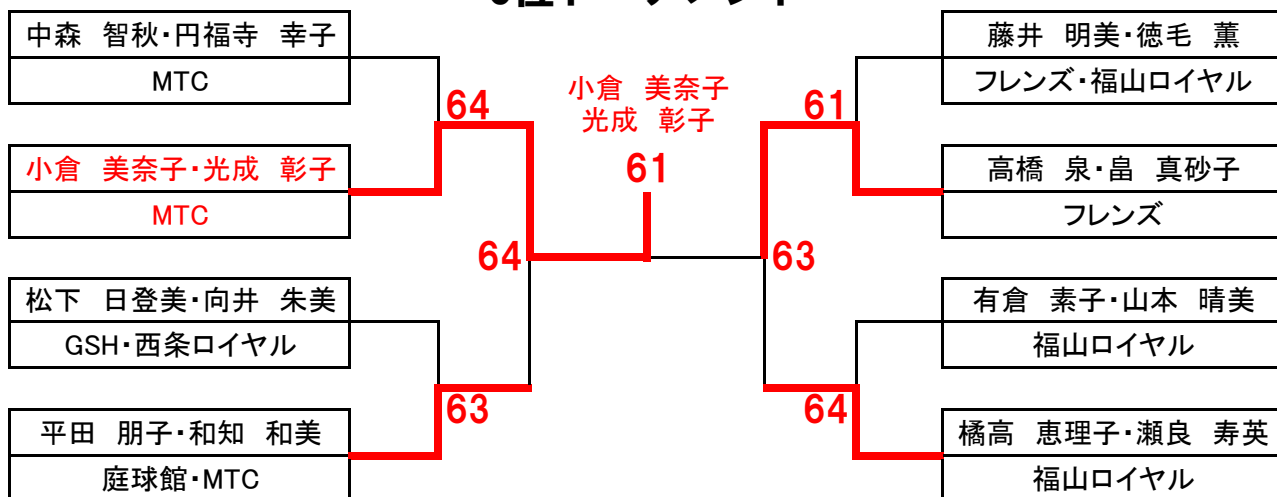 中森 智秋・円福寺 幸子
MTC
小倉 美奈子・光成 彰子
MTC
松下 日登美・向井 朱美
GSH・西条ロイヤル
平田 朋子・和知 和美
庭球館・MTC
64
63
64
小倉 美奈子
光成 彰子
61
61
63
64
藤井 明美・徳毛 薫
フレンズ・福山ロイヤル
高橋 泉・畠 真砂子
フレンズ
有倉 素子・山本 晴美
福山ロイヤル
橘高 恵理子・瀬良 寿英
福山ロイヤル